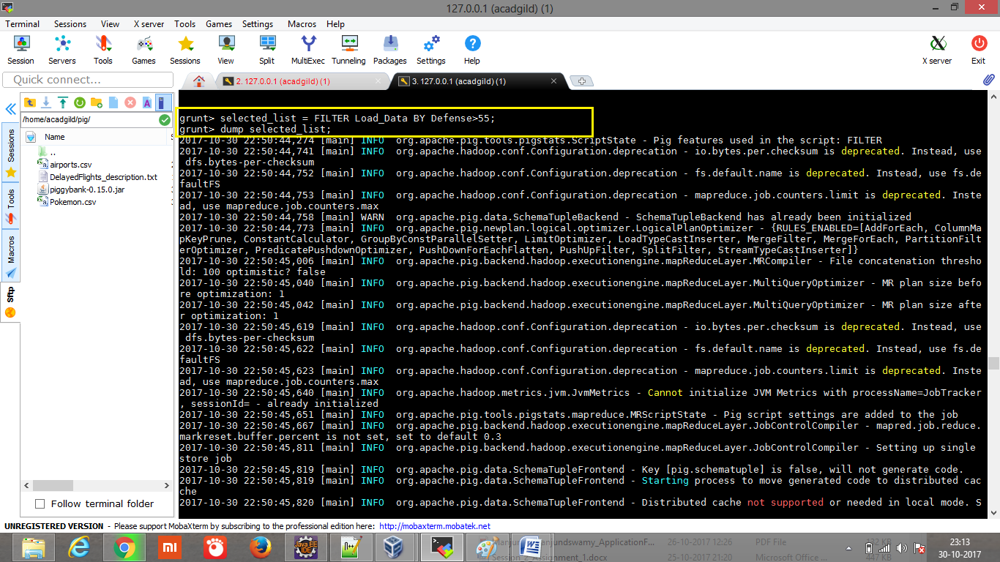 127.0.0.1 (acadgild) (1)
Terminal Sessions View X server Tools Games Settings Macros Help
Session Servers Tools Games Sessions View Split MultiExec Tunneling Packages Settings Help X server Exit
Quick connect...
2. 127.0.0.1 (acadgild) (1)
3. 127.0.0.1 (acadgild) (1)
/home/acadgild/pig/
Name
..
airports.csv
DelayedFlights_description.txt
piggybank-0.15.0.jar
Pokemon.csv
Sessions
Tools
Macros
Sftp
Follow terminal folder
grunt> selected_list = FILTER Load_Data BY Defense>55;
grunt> dump selected_list;
2017-10-30 22:50:44,274 [main] INFO  org.apache.pig.tools.pigstats.ScriptState - Pig features used in the script: FILTER
2017-10-30 22:50:44,741 [main] INFO  org.apache.hadoop.conf.Configuration.deprecation - io.bytes.per.checksum is deprecated. Instead, use
 dfs.bytes-per-checksum
2017-10-30 22:50:44,752 [main] INFO  org.apache.hadoop.conf.Configuration.deprecation - fs.default.name is deprecated. Instead, use fs.de
faultFS
2017-10-30 22:50:44,753 [main] INFO  org.apache.hadoop.conf.Configuration.deprecation - mapreduce.job.counters.limit is deprecated. Inste
ad, use mapreduce.job.counters.max
2017-10-30 22:50:44,758 [main] WARN  org.apache.pig.data.SchemaTupleBackend - SchemaTupleBackend has already been initialized
2017-10-30 22:50:44,773 [main] INFO  org.apache.pig.newplan.logical.optimizer.LogicalPlanOptimizer - {RULES_ENABLED=[AddForEach, ColumnMa
pKeyPrune, ConstantCalculator, GroupByConstParallelSetter, LimitOptimizer, LoadTypeCastInserter, MergeFilter, MergeForEach, PartitionFilt
erOptimizer, PredicatePushdownOptimizer, PushDownForEachFlatten, PushUpFilter, SplitFilter, StreamTypeCastInserter]}
2017-10-30 22:50:45,006 [main] INFO  org.apache.pig.backend.hadoop.executionengine.mapReduceLayer.MRCompiler - File concatenation thresho
ld: 100 optimistic? false
2017-10-30 22:50:45,040 [main] INFO  org.apache.pig.backend.hadoop.executionengine.mapReduceLayer.MultiQueryOptimizer - MR plan size befo
re optimization: 1
2017-10-30 22:50:45,042 [main] INFO  org.apache.pig.backend.hadoop.executionengine.mapReduceLayer.MultiQueryOptimizer - MR plan size afte
r optimization: 1
2017-10-30 22:50:45,619 [main] INFO  org.apache.hadoop.conf.Configuration.deprecation - io.bytes.per.checksum is deprecated. Instead, use
 dfs.bytes-per-checksum
2017-10-30 22:50:45,622 [main] INFO  org.apache.hadoop.conf.Configuration.deprecation - fs.default.name is deprecated. Instead, use fs.de
faultFS
2017-10-30 22:50:45,623 [main] INFO  org.apache.hadoop.conf.Configuration.deprecation - mapreduce.job.counters.limit is deprecated. Inste
ad, use mapreduce.job.counters.max
2017-10-30 22:50:45,640 [main] INFO  org.apache.hadoop.metrics.jvm.JvmMetrics - Cannot initialize JVM Metrics with processName=JobTracker
, sessionId= - already initialized
2017-10-30 22:50:45,651 [main] INFO  org.apache.pig.tools.pigstats.mapreduce.MRScriptState - Pig script settings are added to the job
2017-10-30 22:50:45,667 [main] INFO  org.apache.pig.backend.hadoop.executionengine.mapReduceLayer.JobControlCompiler - mapred.job.reduce.
markreset.buffer.percent is not set, set to default 0.3
2017-10-30 22:50:45,811 [main] INFO  org.apache.pig.backend.hadoop.executionengine.mapReduceLayer.JobControlCompiler - Setting up single
store job
2017-10-30 22:50:45,819 [main] INFO  org.apache.pig.data.SchemaTupleFrontend - Key [pig.schematuple] is false, will not generate code.
2017-10-30 22:50:45,819 [main] INFO  org.apache.pig.data.SchemaTupleFrontend - Starting process to move generated code to distributed cac
che
2017-10-30 22:50:45,820 [main] INFO  org.apache.pig.data.SchemaTupleFrontend - Distributed cache not supported or needed in local mode. S
UNREGISTERED VERSION - Please support MobaXterm by subscribing to the professional edition here: http://mobaxterm.mobatek.net
26-10-2017 12:26 PDF File
Session_2_Assignment_1.docx 25-10-2017 21:20 Microsoft Office ... 447 KB
23:13
30-10-2017